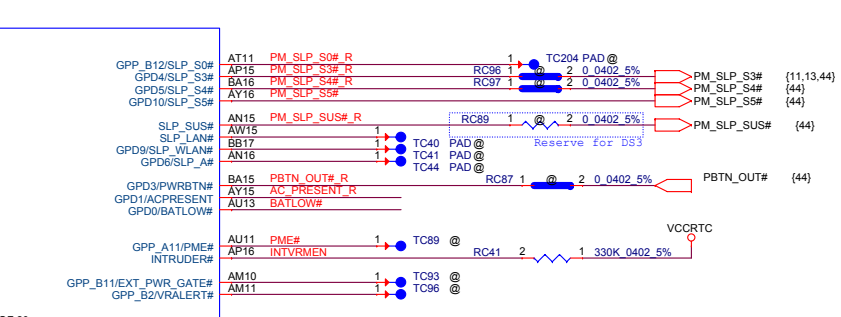 GPP_B12/SLP_S0# AT11 PM_SLP_S0#_R 1 TC204 PAD @
GPD4/SLP_S3# AP15 PM_SLP_S3#_R RC96 1 @ 2 0_0402_5% PM_SLP_S3# {11,13,44}
GPD5/SLP_S4# BA16 PM_SLP_S4#_R RC97 1 @ 2 0_0402_5% PM_SLP_S4# {44}
GPD10/SLP_S5# AY16 PM_SLP_S5# PM_SLP_S5# {44}
SLP_SUS# AN15 PM_SLP_SUS#_R RC89 1 @ 2 0_0402_5% PM_SLP_SUS# {44}
SLP_LAN# AW15 1 TC40 PAD @
Reserve for DS3
GPD9/SLP_WLAN# BB17 1 TC41 PAD @
GPD6/SLP_A# AN16 1 TC44 PAD @
GPD3/PWRBTN# BA15 PBTN_OUT#_R RC87 1 @ 2 0_0402_5% PBTN_OUT# {44}
GPD1/ACPRESENT AY15 AC_PRESENT_R
GPD0/BATLOW# AU13 BATLOW#
VCCRTC
GPP_A11/PME# AU11 PME# 1 TC89 @
INTRUDER# AP16 INTVRMEN RC41 2 1 330K_0402_5%
GPP_B11/EXT_PWR_GATE# AM10 1 TC93 @
GPP_B2/VRALERT# AM11 1 TC96 @